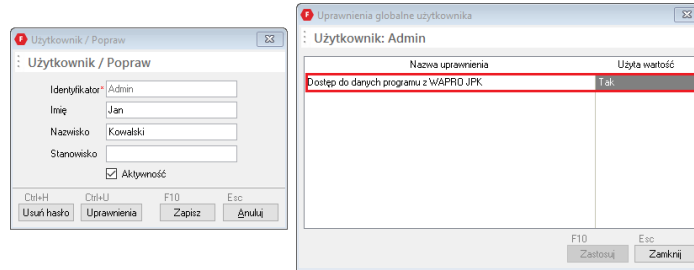 Użytkownik / Popraw
Użytkownik / Popraw
Identyfikator* Admin
Imię Jan
Nazwisko Kowalski
Stanowisko
Aktywność
Ctrl+H Ctrl+U F10 Esc
Usuń hasło Uprawnienia Zapisz Anuluj
Uprawnienia globalne użytkownika
Użytkownik: Admin
Nazwa uprawnienia Użyta wartość
Dostęp do danych programu z WAPRO JPK Tak
F10 Esc
Zastosuj Zamknij